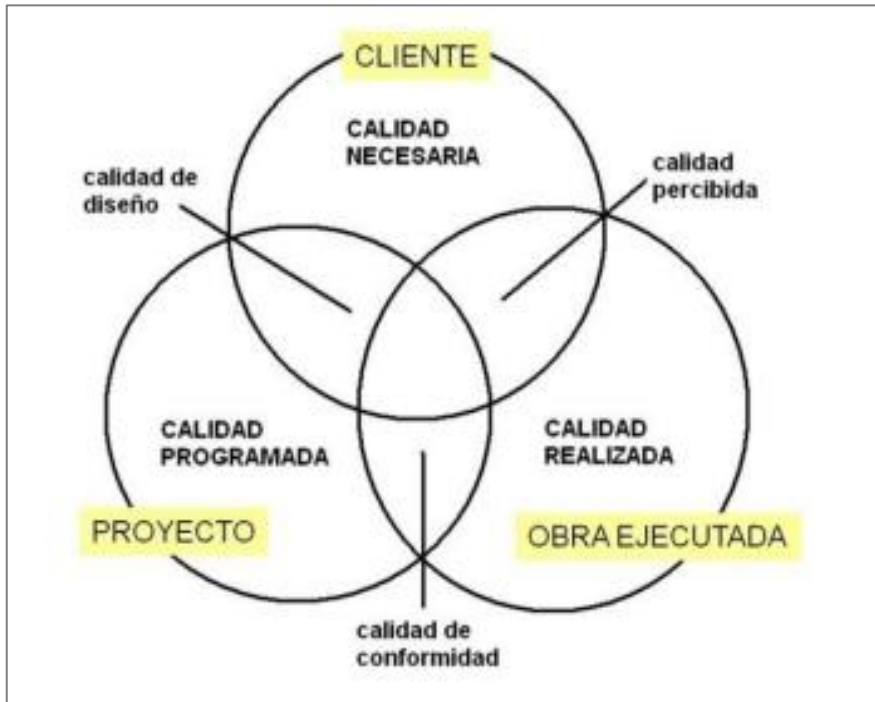 CLIENTE
CALIDAD
NECESARIA
calidad de
diseño
calidad
percibida
CALIDAD
PROGRAMADA
CALIDAD
REALIZADA
PROYECTO
OBRA EJECUTADA
calidad de
conformidad